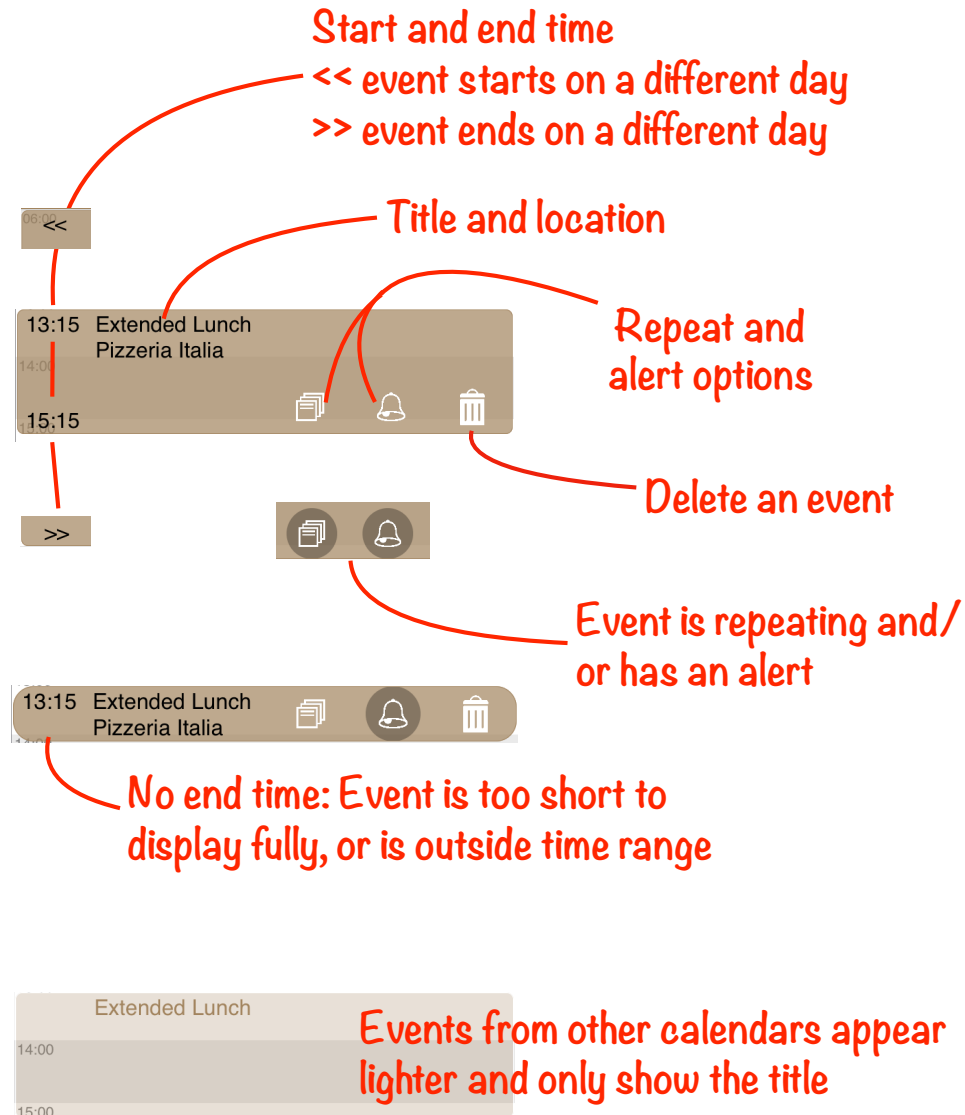 Start and end time
<< event starts on a different day
>> event ends on a different day
06:00
<<
Title and location
13:15 Extended Lunch
Pizzeria Italia
14:00
15:15
15:00
Repeat and
alert options
Delete an event
>>
Event is repeating and/
or has an alert
13:15 Extended Lunch
Pizzeria Italia
14:00
No end time: Event is too short to
display fully, or is outside time range
Extended Lunch
Events from other calendars appear
lighter and only show the title
14:00
15:00